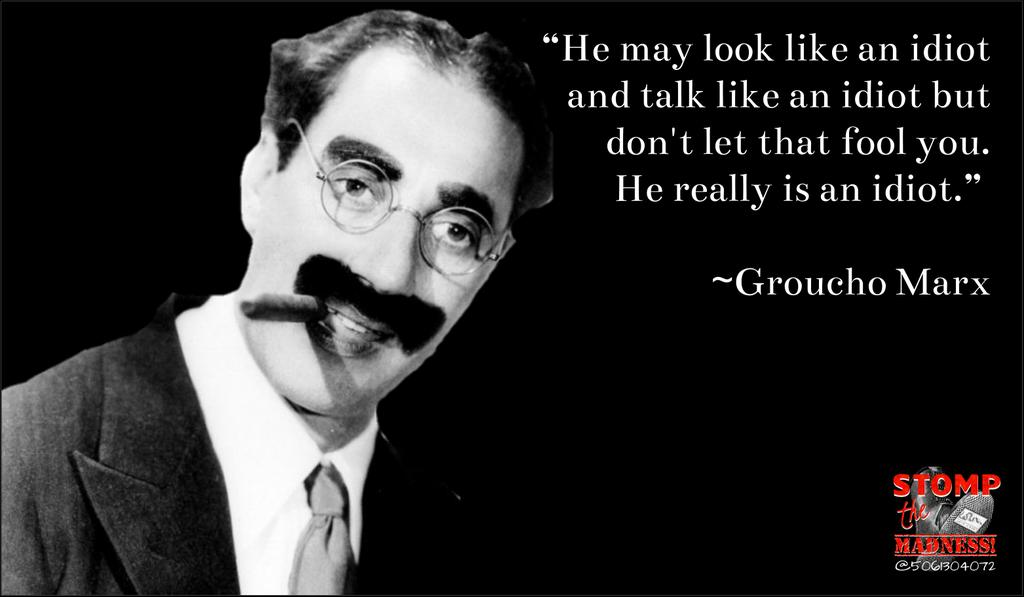 “He may look like an idiot
and talk like an idiot but
don't let that fool you.
He really is an idiot.”
~Groucho Marx
STOMP
the
MADNESS!
@5061304072